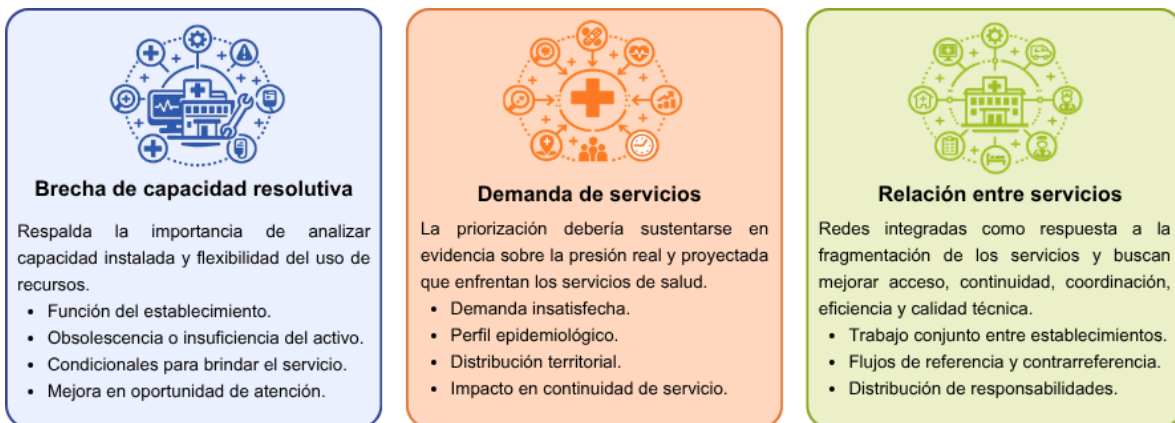 Brecha de capacidad resolutiva
Respalda la importancia de analizar
capacidad instalada y flexibilidad del uso de
recursos.
• Función del establecimiento.
• Obsolescencia o insuficiencia del activo.
• Condicionales para brindar el servicio.
• Mejora en oportunidad de atención.
Demanda de servicios
La priorización debería sustentarse en
evidencia sobre la presión real y proyectada
que enfrentan los servicios de salud.
• Demanda insatisfecha.
• Perfil epidemiológico.
• Distribución territorial.
• Impacto en continuidad de servicio.
Relación entre servicios
Redes integradas como respuesta a la
fragmentación de los servicios y buscan
mejorar acceso, continuidad, coordinación,
eficiencia y calidad técnica.
• Trabajo conjunto entre establecimientos.
• Flujos de referencia y contrarreferencia.
• Distribución de responsabilidades.